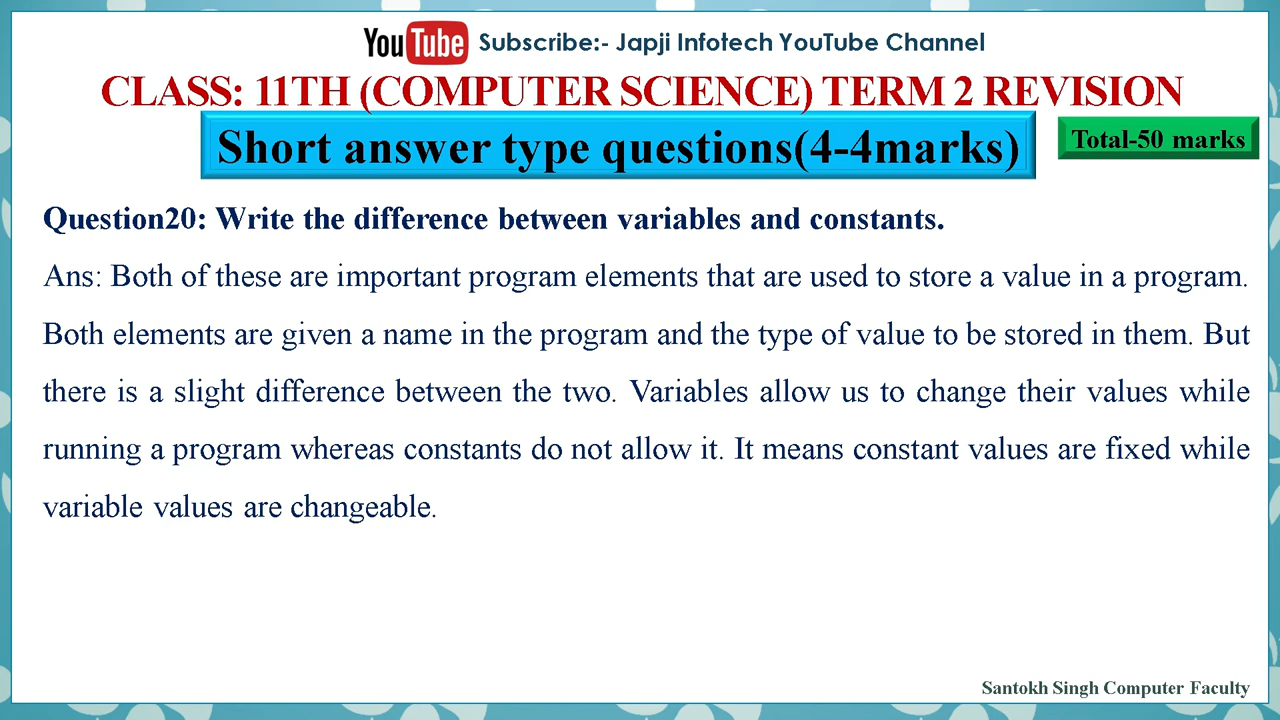 YouTube Subscribe:- Japji Infotech YouTube Channel
CLASS: 11TH (COMPUTER SCIENCE) TERM 2 REVISION
Short answer type questions(4-4marks)
Total-50 marks
Question20: Write the difference between variables and constants.
Ans: Both of these are important program elements that are used to store a value in a program.
Both elements are given a name in the program and the type of value to be stored in them. But
there is a slight difference between the two. Variables allow us to change their values while
running a program whereas constants do not allow it. It means constant values are fixed while
variable values are changeable.
Santokh Singh Computer Faculty